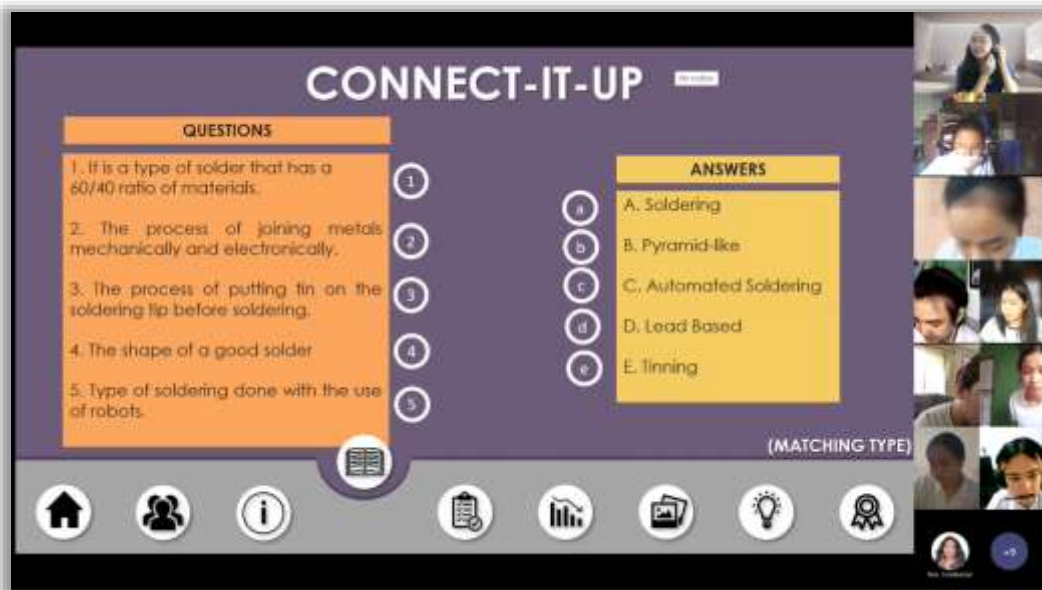 CONNECT-IT-UP
QUESTIONS
1. It is a type of solder that has a
60/40 ratio of materials.
2. The process of joining metals
mechanically and electronically.
3. The process of putting tin on the
soldering tip before soldering.
4. The shape of a good solder
5. Type of soldering done with the use
of robots.
1
2
3
4
5
ANSWERS
a
b
c
d
e
A. Soldering
B. Pyramid-like
C. Automated Soldering
D. Lead Based
E. Tinning
(MATCHING TYPE)
i